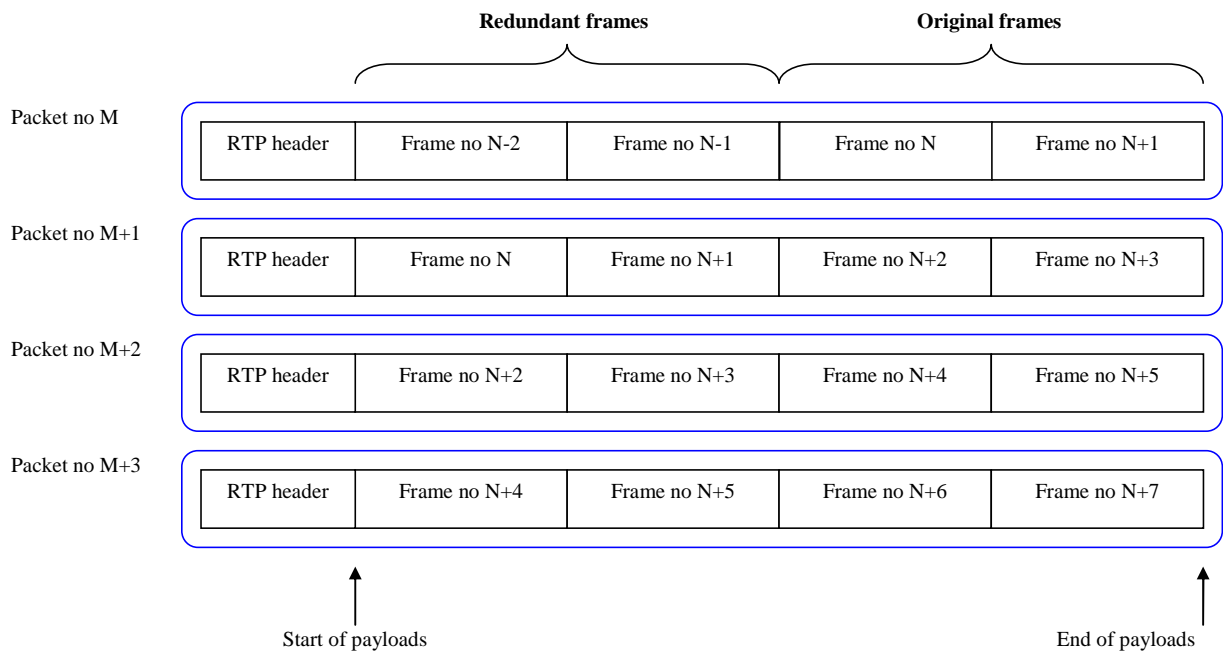 Redundant frames Original frames
Packet no M
RTP header Frame no N-2 Frame no N-1 Frame no N Frame no N+1
Packet no M+1
RTP header Frame no N Frame no N+1 Frame no N+2 Frame no N+3
Packet no M+2
RTP header Frame no N+2 Frame no N+3 Frame no N+4 Frame no N+5
Packet no M+3
RTP header Frame no N+4 Frame no N+5 Frame no N+6 Frame no N+7
Start of payloads End of payloads